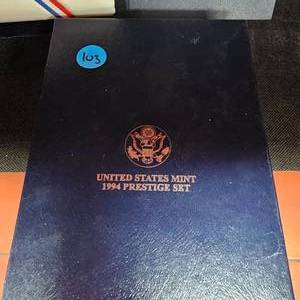 103
UNITED STATES MINT
1994 PRESTIGE SET